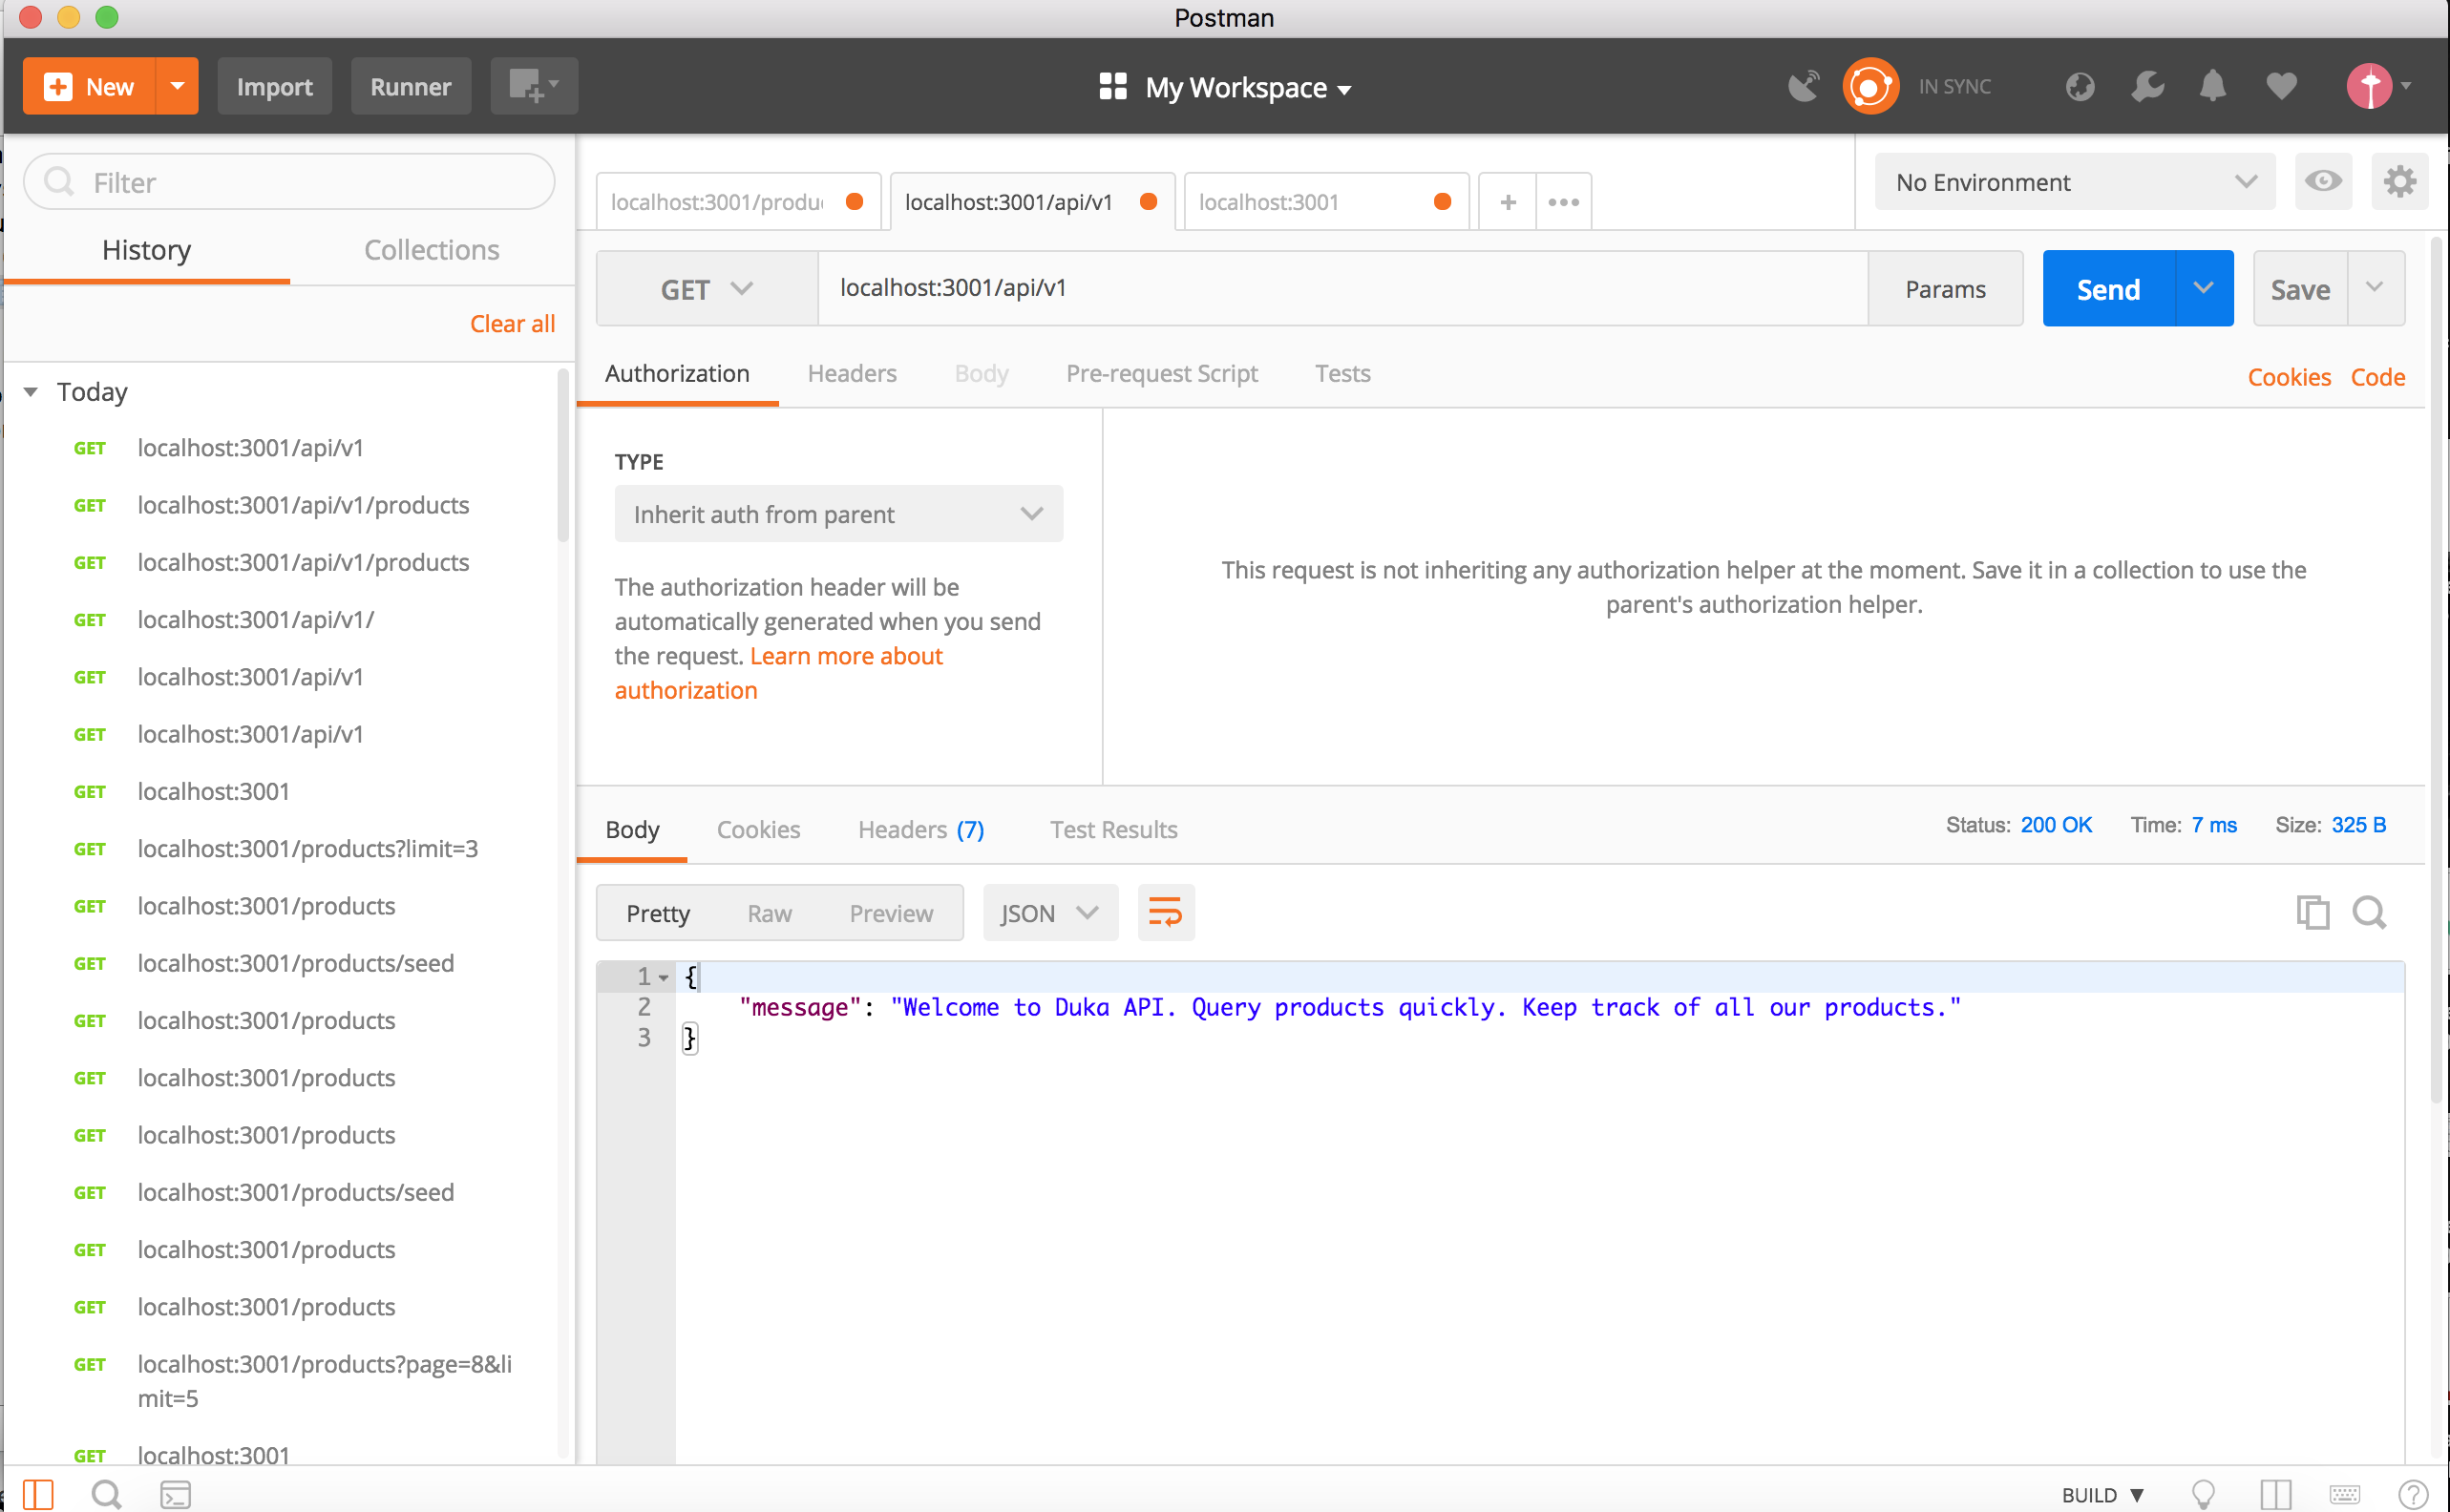 Postman
New
Import
Runner
My Workspace
IN SYNC
Filter
History
Collections
Clear all
Today
GET localhost:3001/api/v1
GET localhost:3001/api/v1/products
GET localhost:3001/api/v1/products
GET localhost:3001/api/v1/
GET localhost:3001/api/v1
GET localhost:3001/api/v1
GET localhost:3001
GET localhost:3001/products?limit=3
GET localhost:3001/products
GET localhost:3001/products/seed
GET localhost:3001/products
GET localhost:3001/products
GET localhost:3001/products
GET localhost:3001/products/seed
GET localhost:3001/products
GET localhost:3001/products
GET localhost:3001/products?page=8&li
mit=5
GET localhost:3001
localhost:3001/produ
localhost:3001/api/v1
localhost:3001
No Environment
GET
localhost:3001/api/v1
Params
Send
Save
Authorization
Headers
Body
Pre-request Script
Tests
Cookies
Code
TYPE
Inherit auth from parent
The authorization header will be
automatically generated when you send
the request. Learn more about
authorization
This request is not inheriting any authorization helper at the moment. Save it in a collection to use the
parent's authorization helper.
Body
Cookies
Headers (7)
Test Results
Status: 200 OK
Time: 7 ms
Size: 325 B
Pretty
Raw
Preview
JSON
1 {
2 "message": "Welcome to Duka API. Query products quickly. Keep track of all our products."
3 }
BUILD